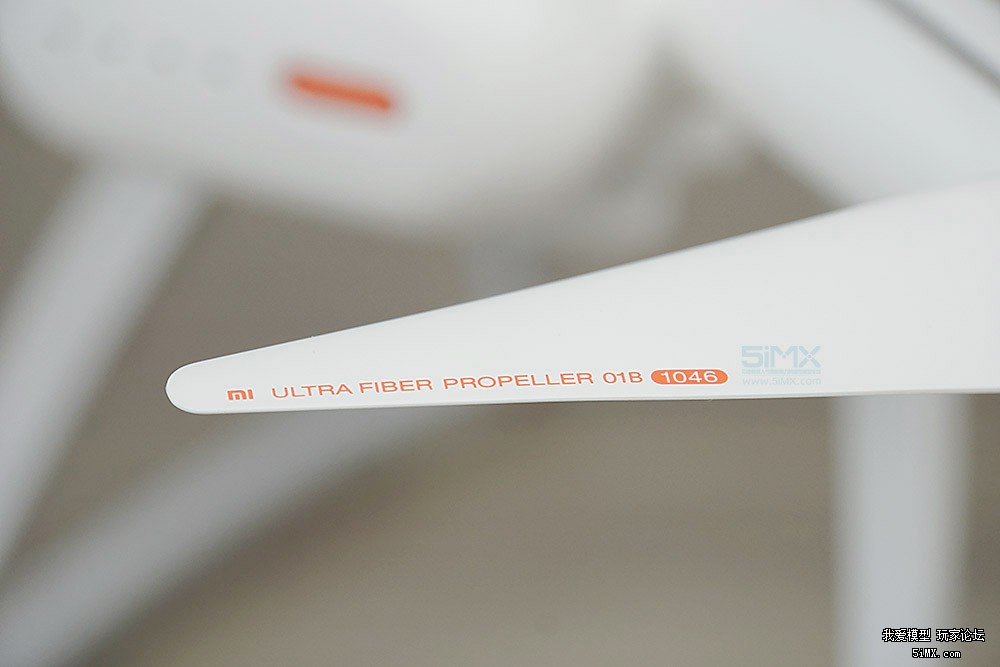 mi ULTRA FIBER PROPELLER 01B 1046
5iMX
www.5iMX.com
我爱模型 玩家论坛
5iMX.com